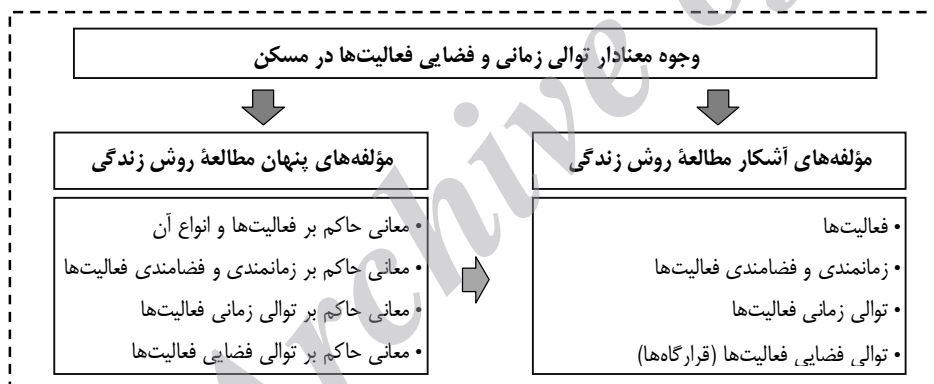 وجوه معنادار توالی زمانی و فضایی فعالیت‌ها در مسکن
مؤلفه‌های آشکار مطالعهٔ روش زندگی
• فعالیت‌ها
• زمانمندی و فضامندی فعالیت‌ها
• توالی زمانی فعالیت‌ها
• توالی فضایی فعالیت‌ها (قرارگاه‌ها)
مؤلفه‌های پنهان مطالعهٔ روش زندگی
• معانی حاکم بر فعالیت‌ها و انواع آن
• معانی حاکم بر زمانمندی و فضامندی فعالیت‌ها
• معانی حاکم بر توالی زمانی فعالیت‌ها
• معانی حاکم بر توالی فضایی فعالیت‌ها
Archive o